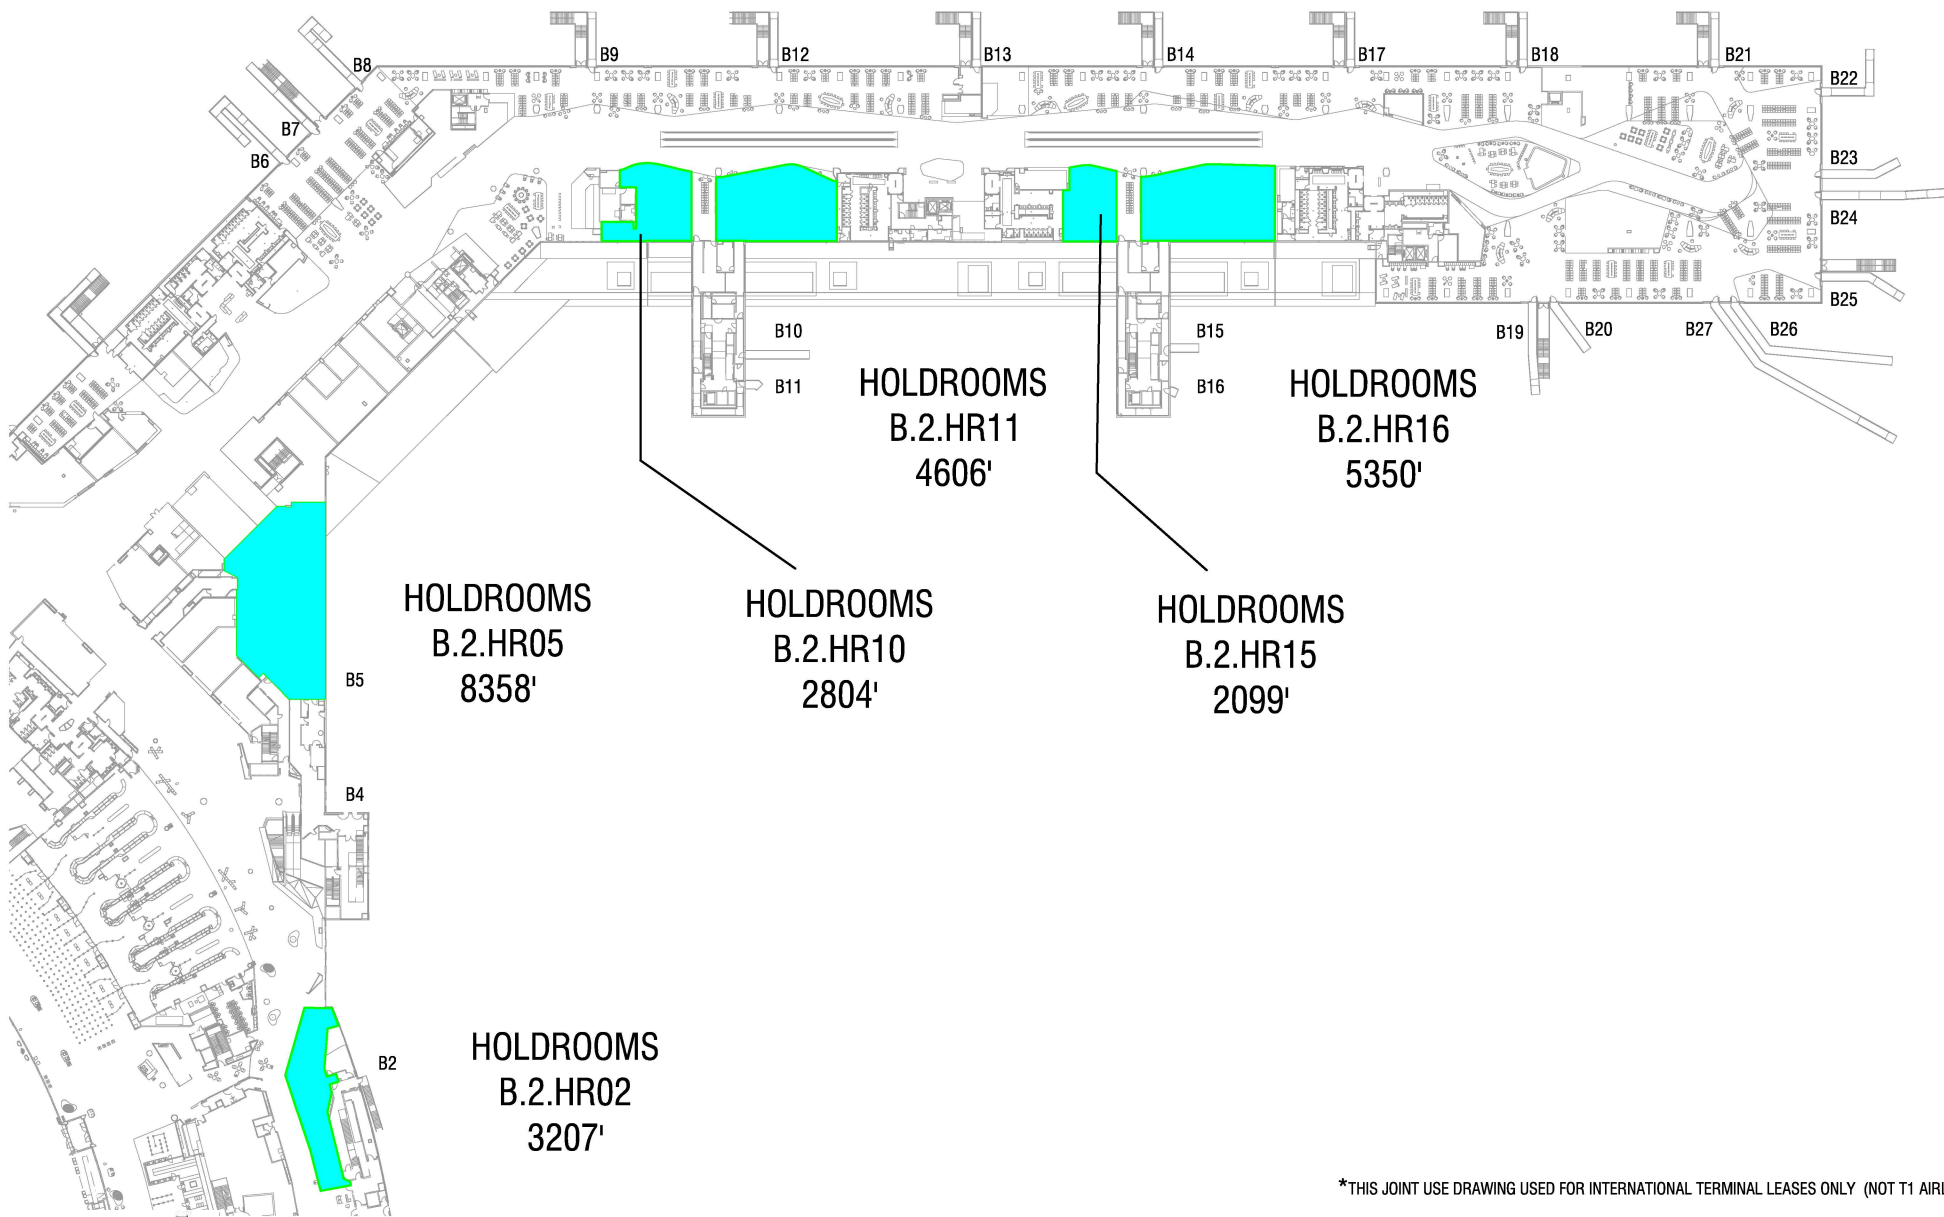 B9
B12
B13
B14
B17
B18
B21
B8
B22
B7
B6
B23
B24
B25
B10
B15
B19
B20
B27
B26
B11
B16
HOLDROOMS
B.2.HR11
4606'
HOLDROOMS
B.2.HR16
5350'
HOLDROOMS
B.2.HR05
8358'
HOLDROOMS
B.2.HR10
2804'
HOLDROOMS
B.2.HR15
2099'
B5
B4
B2
HOLDROOMS
B.2.HR02
3207'
*THIS JOINT USE DRAWING USED FOR INTERNATIONAL TERMINAL LEASES ONLY (NOT T1